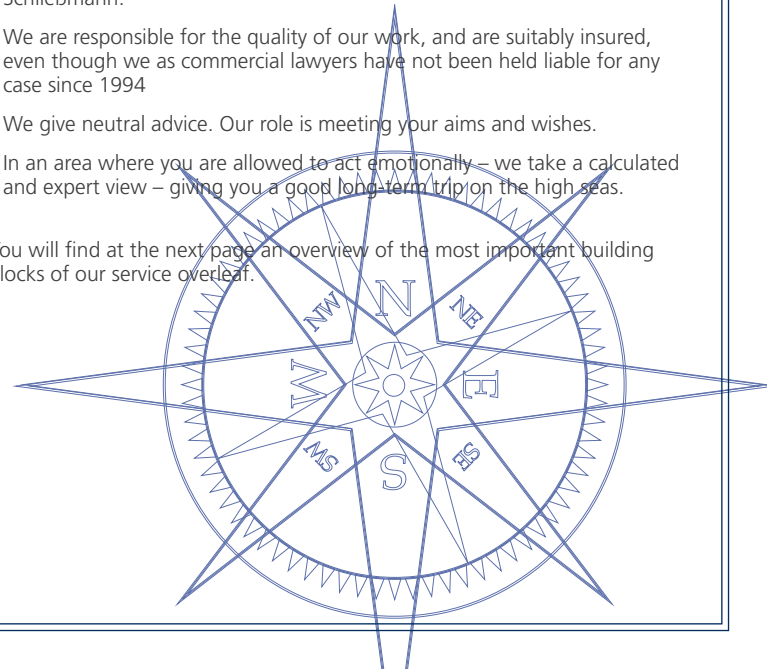 Schließmann.
We are responsible for the quality of our work, and are suitably insured,
even though we as commercial lawyers have not been held liable for any
case since 1994
We give neutral advice. Our role is meeting your aims and wishes.
In an area where you are allowed to act emotionally – we take a calculated
and expert view – giving you a good long-term trip on the high seas.
ou will find at the next page an overview of the most important building
locks of our service overleaf.
N
NW
NE
W
E
SW
SE
S